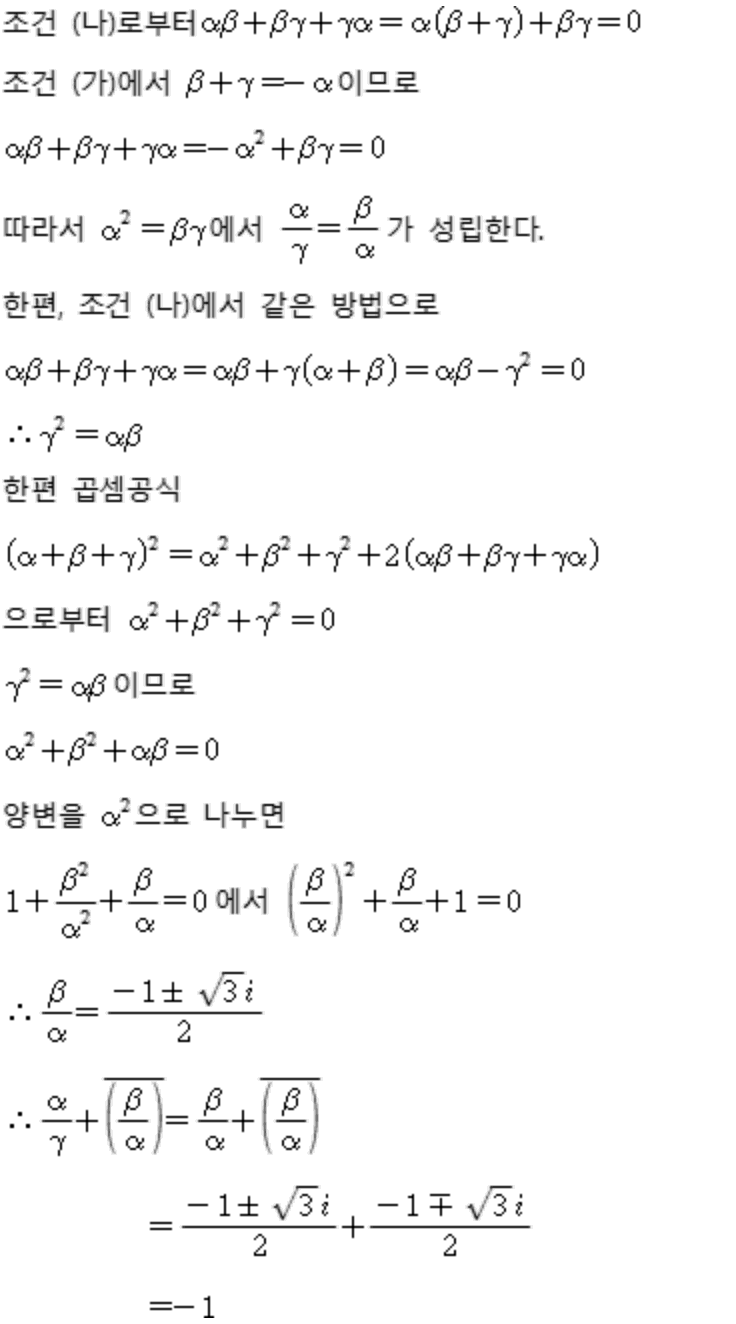 조건 (나)로부터 αβ+βγ+γα = α(β+γ)+βγ = 0
조건 (가)에서 β+γ =− α이므로
αβ+βγ+γα =− α² +βγ = 0
따라서 α² = βγ에서 α/γ = β/α 가 성립한다.
한편, 조건 (나)에서 같은 방법으로
αβ+βγ+γα = αβ+γ(α+β) = αβ− γ² = 0
∴ γ² = αβ
한편 곱셈공식
(α+β+γ)² = α² +β² +γ² +2(αβ+βγ+γα)
으로부터 α² +β² +γ² = 0
γ² = αβ 이므로
α² +β² +αβ = 0
양변을 α²으로 나누면
1+ β²/α² + β/α = 0 에서 (β/α)² + β/α +1 = 0
∴ β/α = (−1± √3 i)/2
∴ α/γ + \overline{(β/α)} = β/α + \overline{(β/α)}
= (−1± √3 i)/2 + (−1∓ √3 i)/2
=−1